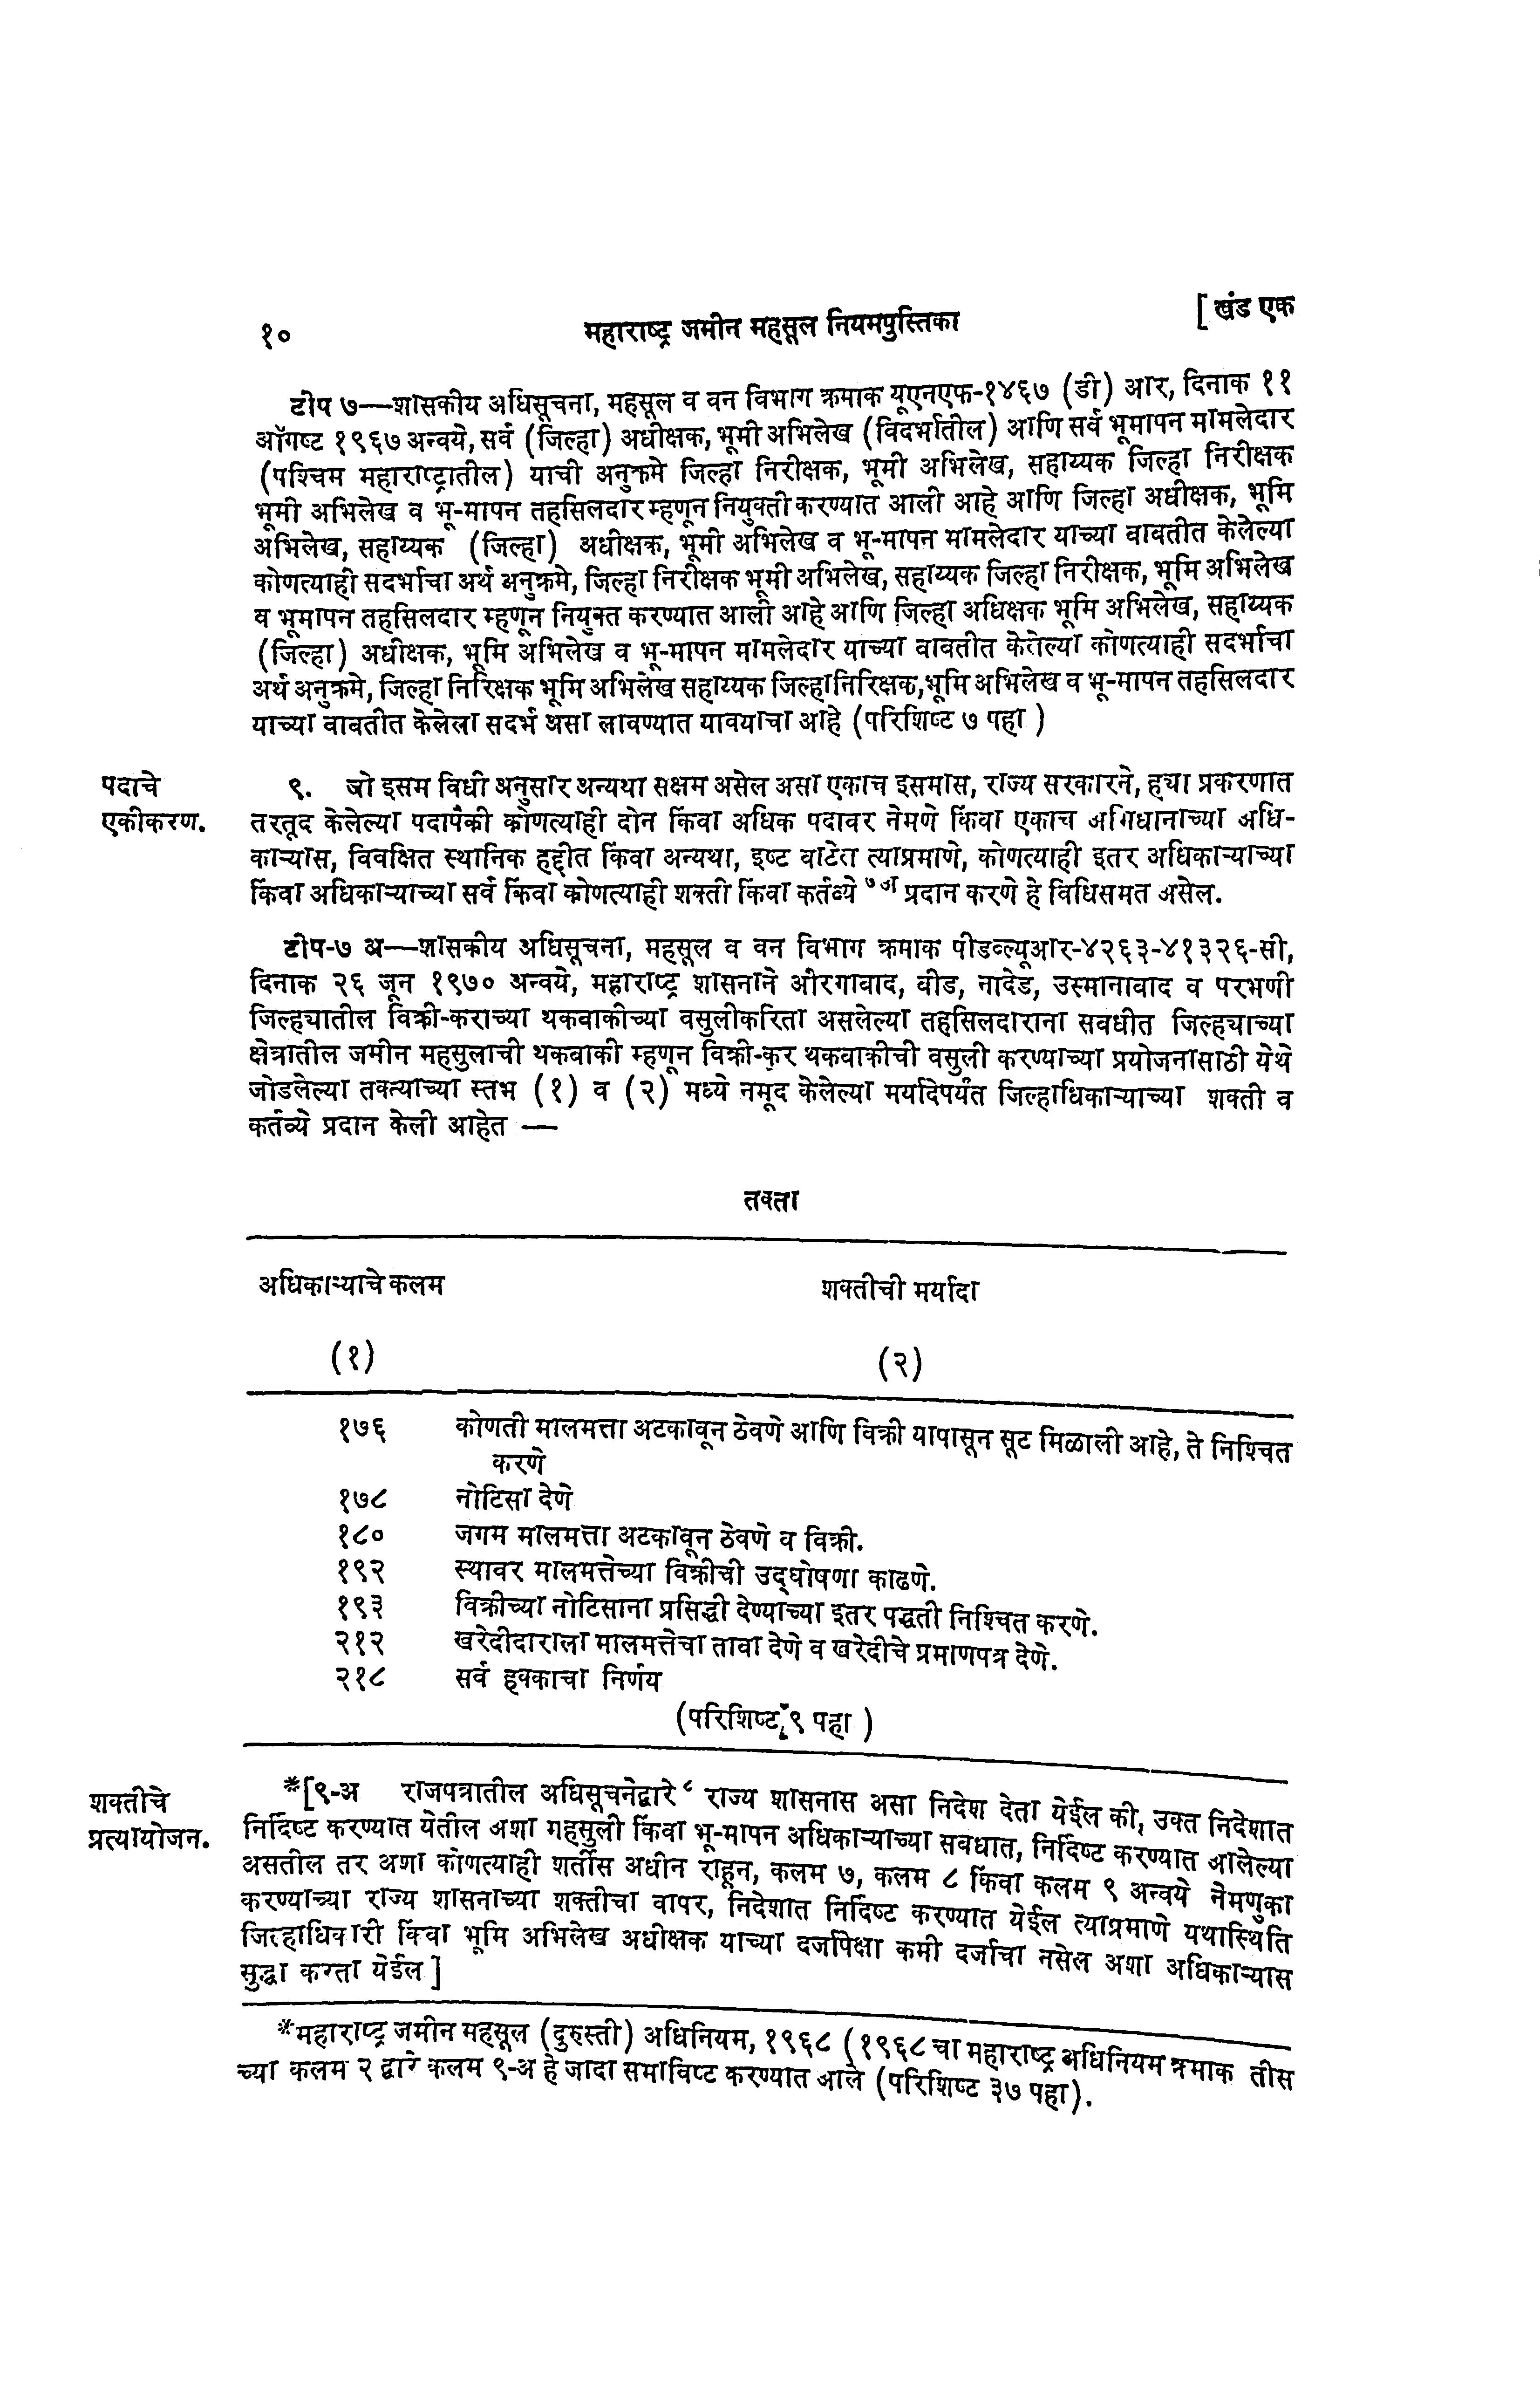 १०
महाराष्ट्र जमीन महसूल नियमपुस्तिका
[ खंड एक
टीप ७—शासकीय अधिसूचना, महसूल व वन विभाग क्रमाक यूएनएफ-१४६७ (डी) आर, दिनाक ११
ऑगष्ट १९६७ अन्वये, सर्व (जिल्हा) अधीक्षक, भूमी अभिलेख (विदर्भातील) आणि सर्व भूमापन मामलेदार
(पश्चिम महाराष्ट्रातील) याची अनुक्रमे जिल्हा निरीक्षक, भूमी अभिलेख, सहाय्यक जिल्हा निरीक्षक
भूमी अभिलेख व भू-मापन तहसिलदार म्हणून नियुक्ती करण्यात आली आहे आणि जिल्हा अधीक्षक, भूमि
अभिलेख, सहाय्यक (जिल्हा) अधीक्षक, भूमी अभिलेख व भू-मापन मामलेदार याच्या बाबतीत केलेल्या
कोणत्याही सदर्भाचा अर्थ अनुक्रमे, जिल्हा निरीक्षक भूमी अभिलेख, सहाय्यक जिल्हा निरीक्षक, भूमि अभिलेख
व भूमापन तहसिलदार म्हणून नियुक्त करण्यात आली आहे आणि जिल्हा अधिक्षक भूमि अभिलेख, सहाय्यक
(जिल्हा) अधीक्षक, भूमि अभिलेख व भू-मापन मामलेदार याच्या बाबतीत केलेल्या कोणत्याही सदर्भाचा
अर्थ अनुक्रमे, जिल्हा निरिक्षक भूमि अभिलेख सहाय्यक जिल्हा निरिक्षक, भूमि अभिलेख व भू-मापन तहसिलदार
याच्या बाबतीत केलेला सदर्भ असा लावण्यात यावयाचा आहे (परिशिष्ट ७ पहा )
पदाचे
एकीकरण.
९. जो इसम विधी अनुसार अन्यथा सक्षम असेल असा एकाच इसमास, राज्य सरकारने, ह्या प्रकरणात
तरतूद केलेल्या पदापैकी कोणत्याही दोन किंवा अधिक पदावर नेमणे किंवा एकाच अभिधानाच्या अधि-
काऱ्यास, विवक्षित स्थानिक हद्दीत किंवा अन्यथा, इष्ट वाटेल त्याप्रमाणे, कोणत्याही इतर अधिकाऱ्याच्या
किंवा अधिकाऱ्याच्या सर्व किंवा कोणत्याही शक्ती किंवा कर्तव्ये ७अ प्रदान करणे हे विधिसमत असेल.
टीप-७ अ—शासकीय अधिसूचना, महसूल व वन विभाग क्रमाक पीडब्ल्यूआर-४२६३-४१३२६-सी,
दिनाक २६ जून १९७० अन्वये, महाराष्ट्र शासनाने औरगाबाद, बीड, नादेड, उस्मानाबाद व परभणी
जिल्ह्यातील विक्री-कराच्या थकबाकीच्या वसुलीकरिता असलेल्या तहसिलदाराना सबधीत जिल्ह्याच्या
क्षेत्रातील जमीन महसुलाची थकबाकी म्हणून विक्री-कर थकबाकीची वसुली करण्याच्या प्रयोजनासाठी येथे
जोडलेल्या तक्त्याच्या स्तभ (१) व (२) मध्ये नमूद केलेल्या मर्यादेपर्यंत जिल्हाधिकाऱ्याच्या शक्ती व
कर्तव्ये प्रदान केली आहेत —
तक्ता
अधिकाऱ्याचे कलम
शक्तीची मर्यादा
(१)
(२)
१७६ कोणती मालमत्ता अटकावून ठेवणे आणि विक्री यापासून सूट मिळाली आहे, ते निश्चित
करणे
१७८ नोटिसा देणे
१८० जगम मालमत्ता अटकावून ठेवणे व विक्री.
१९२ स्थावर मालमत्तेच्या विक्रीची उद्‌घोषणा काढणे.
१९३ विक्रीच्या नोटिसाना प्रसिद्धी देण्याच्या इतर पद्धती निश्चित करणे.
२१२ खरेदीदाराला मालमत्तेचा ताबा देणे व खरेदीचे प्रमाणपत्र देणे.
२१८ सर्व हक्काचा निर्णय
(परिशिष्ट ९ पहा )
शक्तीचे
प्रत्यायोजन.
*[९-अ राजपत्रातील अधिसूचनेद्वारे ८ राज्य शासनास असा निदेश देता येईल की, उक्त निदेशात
निर्दिष्ट करण्यात येतील अशा महसुली किंवा भू-मापन अधिकाऱ्याच्या सबधात, निर्दिष्ट करण्यात आलेल्या
असतील तर अशा कोणत्याही शर्तीस अधीन राहून, कलम ७, कलम ८ किंवा कलम ९ अन्वये नेमणुका
करण्याच्या राज्य शासनाच्या शक्तीचा वापर, निदेशात निर्दिष्ट करण्यात येईल त्याप्रमाणे यथास्थिति
जिल्हाधिकारी किंवा भूमि अभिलेख अधीक्षक याच्या दर्जापेक्षा कमी दर्जाचा नसेल अशा अधिकाऱ्यास
सुद्धा करता येईल ]
*महाराष्ट्र जमीन महसूल (दुरुस्ती) अधिनियम, १९६८ (१९६८ चा महाराष्ट्र अधिनियम क्रमाक तीस
च्या कलम २ द्वारे कलम ९-अ हे जादा समाविष्ट करण्यात आले (परिशिष्ट ३७ पहा).